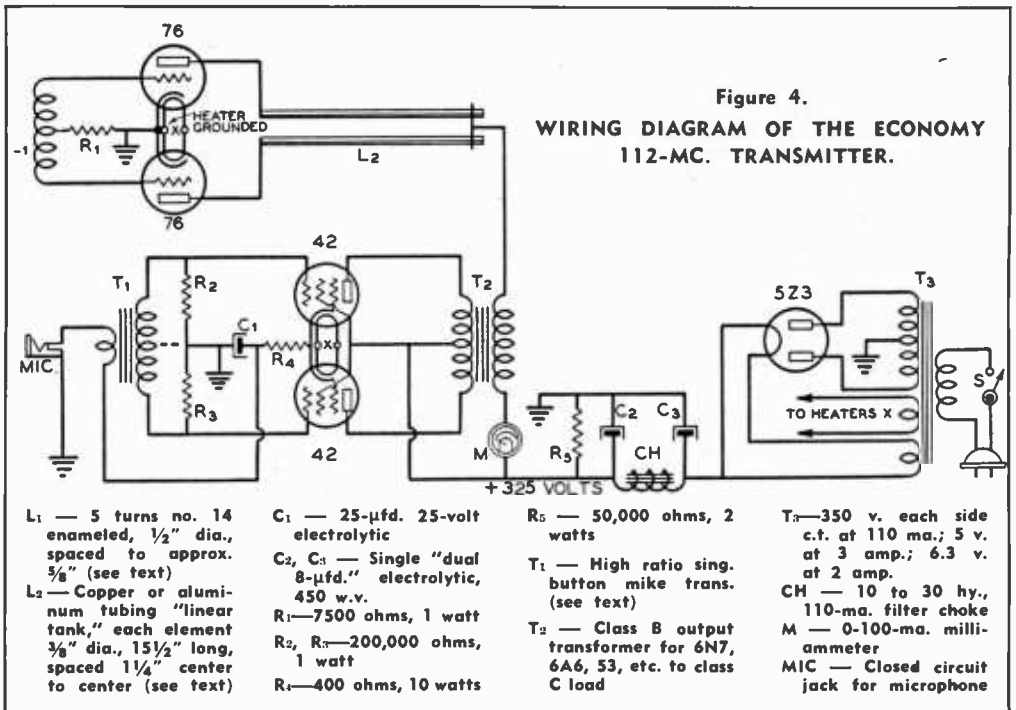 Figure 4.
WIRING DIAGRAM OF THE ECONOMY
112-MC. TRANSMITTER.
76
HEATER
GROUNDED
X
R1
-1
L2
76
42
T1
R2
T2
5Z3
T3
C1
R4
X
MIC
R3
S
TO HEATERS X
C2
C3
42
M
R5
CH
+325 VOLTS
L1 — 5 turns no. 14
enameled, 1/2" dia.,
spaced to approx.
5/8" (see text)
L2 — Copper or alumi-
num tubing "linear
tank," each element
3/8" dia., 15 1/2" long,
spaced 1 1/4" center
to center (see text)
C1 — 25-μfd. 25-volt
electrolytic
C2, C3 — Single "dual
8-μfd." electrolytic,
450 w.v.
R1—7500 ohms, 1 watt
R2, R3—200,000 ohms,
1 watt
R4—400 ohms, 10 watts
R5 — 50,000 ohms, 2
watts
T1 — High ratio sing.
button mike trans.
(see text)
T2 — Class B output
transformer for 6N7,
6A6, 53, etc. to class
C load
T3—350 v. each side
c.t. at 110 ma.; 5 v.
at 3 amp.; 6.3 v.
at 2 amp.
CH — 10 to 30 hy.,
110-ma. filter choke
M — 0-100-ma. milli-
ammeter
MIC — Closed circuit
jack for microphone